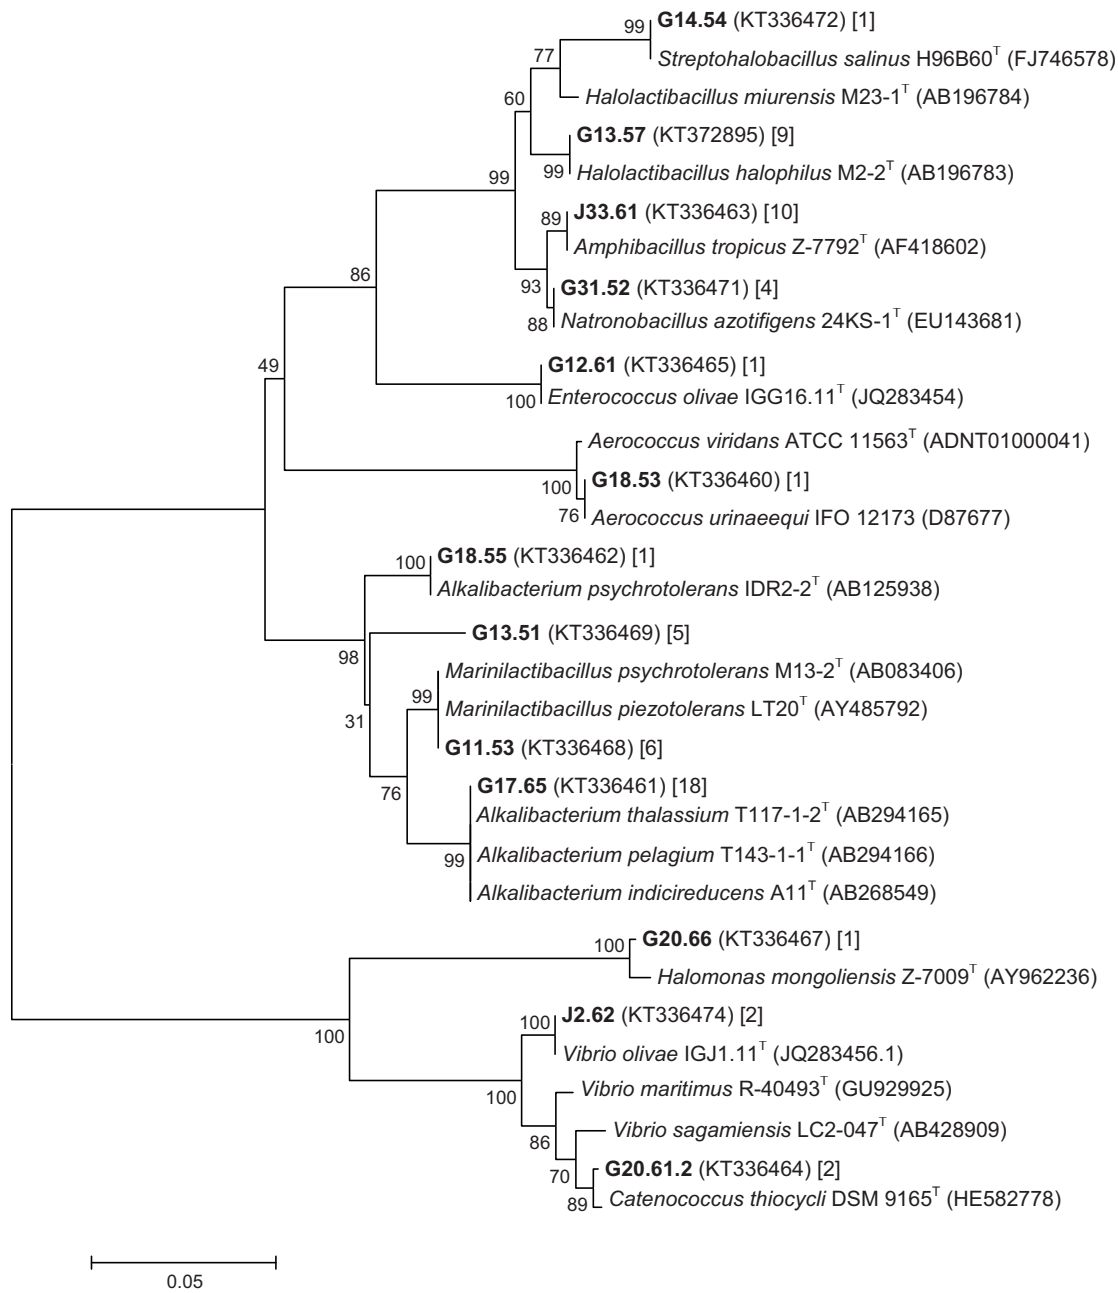 99
G14.54 (KT336472) [1]
Streptohalobacillus salinus H96B60T (FJ746578)
77
Halolactibacillus miurensis M23-1T (AB196784)
60
G13.57 (KT372895) [9]
99
Halolactibacillus halophilus M2-2T (AB196783)
99
89
J33.61 (KT336463) [10]
Amphibacillus tropicus Z-7792T (AF418602)
86
93
G31.52 (KT336471) [4]
88
Natronobacillus azotifigens 24KS-1T (EU143681)
49
G12.61 (KT336465) [1]
100
Enterococcus olivae IGG16.11T (JQ283454)
Aerococcus viridans ATCC 11563T (ADNT01000041)
100
G18.53 (KT336460) [1]
76
Aerococcus urinaeequi IFO 12173 (D87677)
100
G18.55 (KT336462) [1]
Alkalibacterium psychrotolerans IDR2-2T (AB125938)
98
G13.51 (KT336469) [5]
31
Marinilactibacillus psychrotolerans M13-2T (AB083406)
99
Marinilactibacillus piezotolerans LT20T (AY485792)
G11.53 (KT336468) [6]
76
G17.65 (KT336461) [18]
Alkalibacterium thalassium T117-1-2T (AB294165)
99
Alkalibacterium pelagium T143-1-1T (AB294166)
Alkalibacterium indicireducens A11T (AB268549)
100
G20.66 (KT336467) [1]
Halomonas mongoliensis Z-7009T (AY962236)
100
100
J2.62 (KT336474) [2]
Vibrio olivae IGJ1.11T (JQ283456.1)
100
Vibrio maritimus R-40493T (GU929925)
86
Vibrio sagamiensis LC2-047T (AB428909)
70
G20.61.2 (KT336464) [2]
89
Catenococcus thiocycli DSM 9165T (HE582778)
0.05